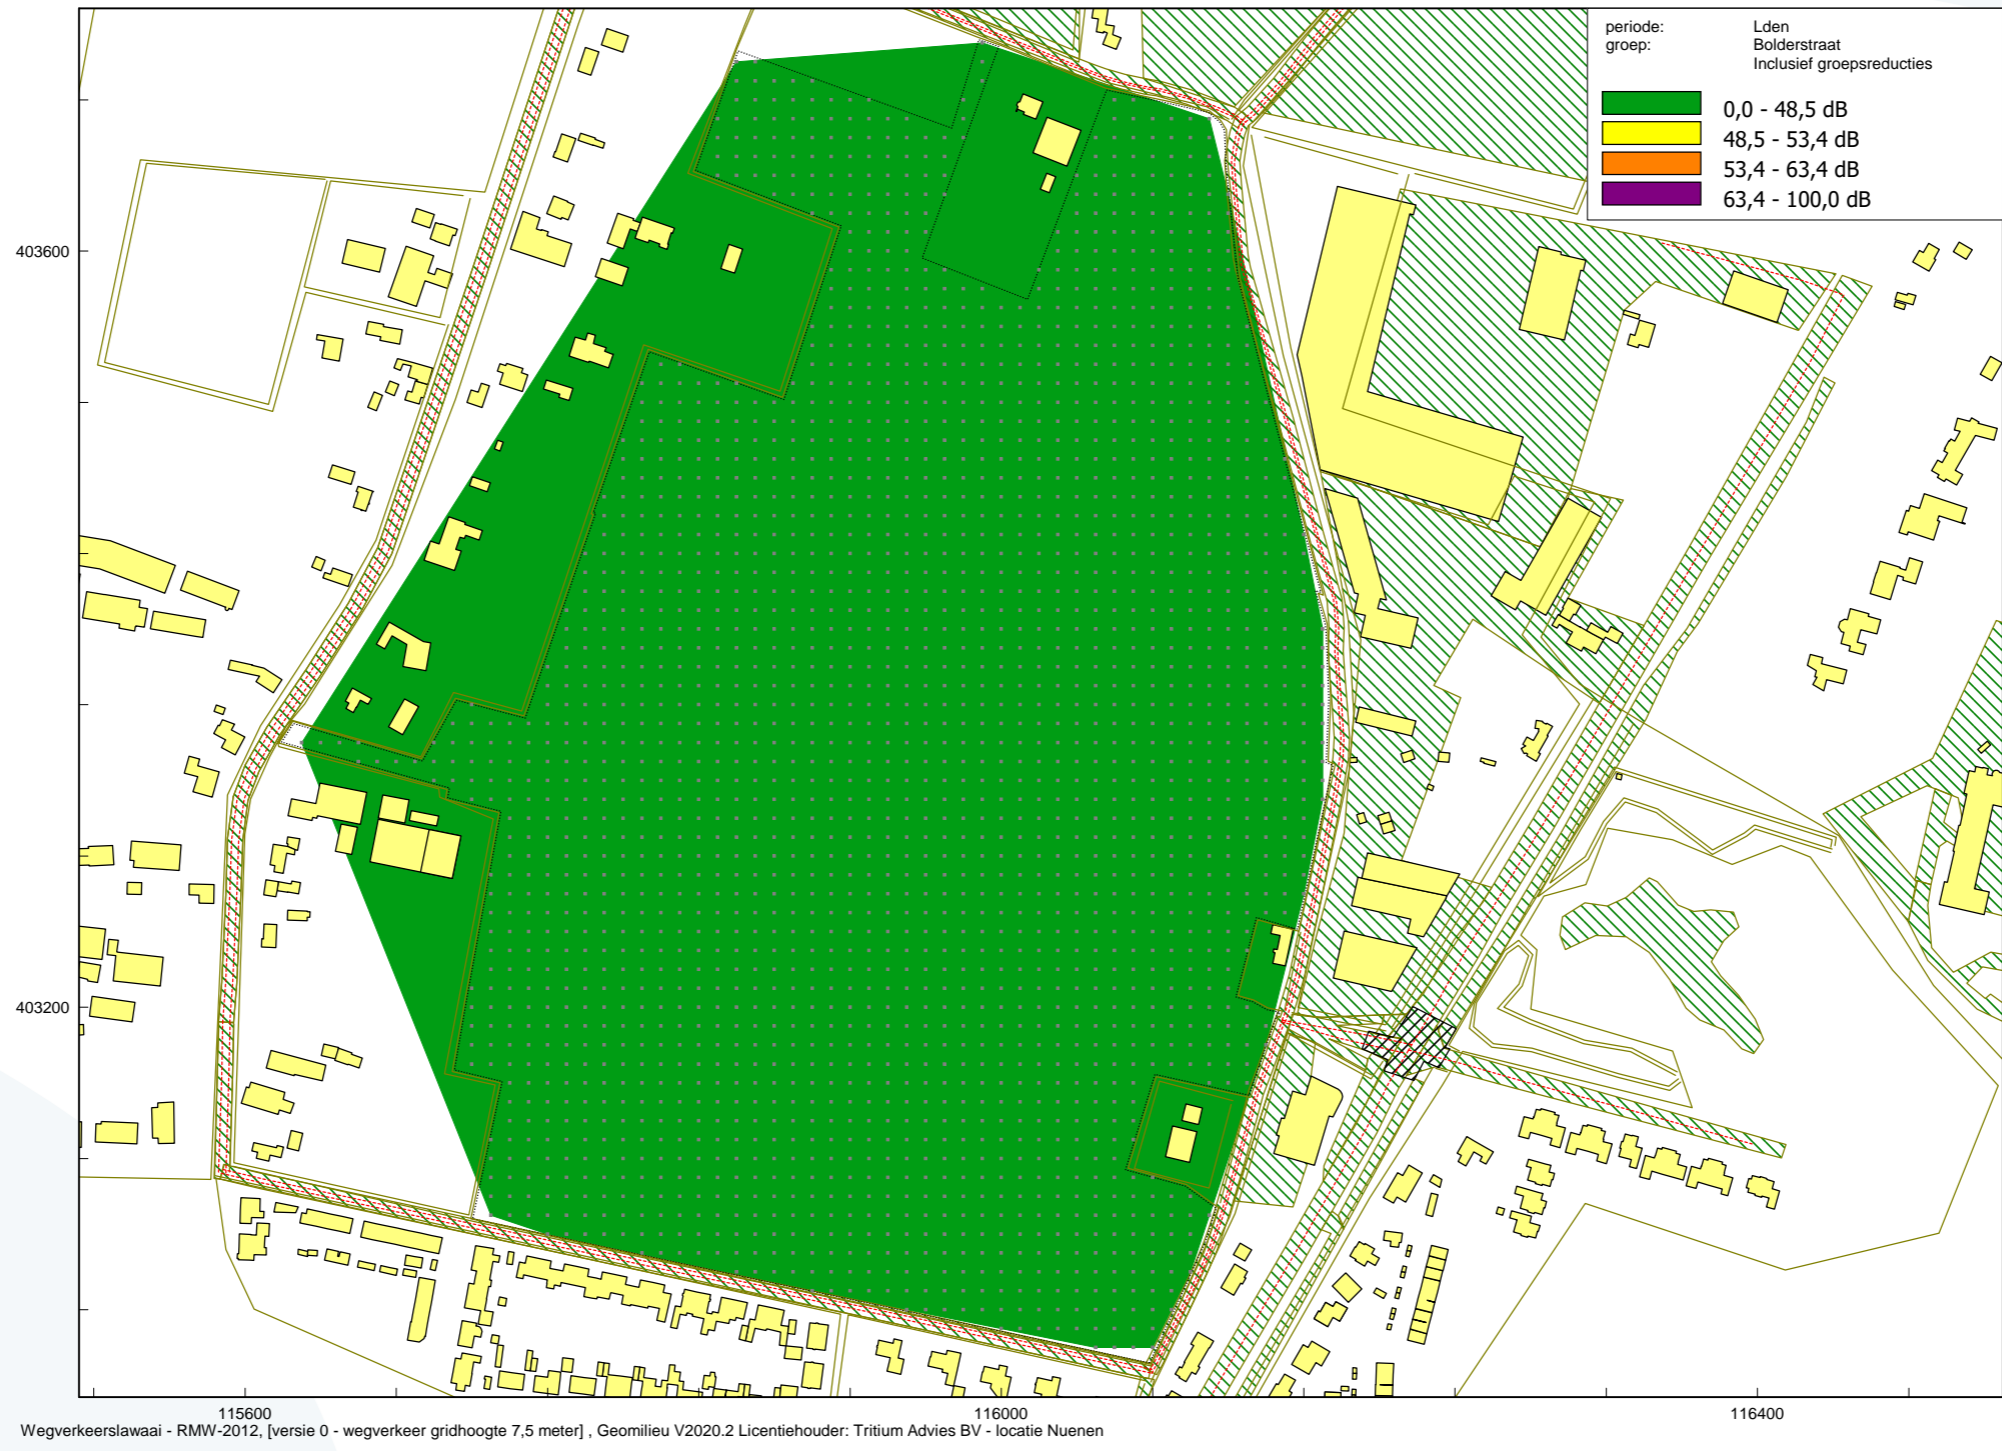 periode: Lden
groep: Bolderstraat
Inclusief groepsreducties
0,0 - 48,5 dB
48,5 - 53,4 dB
53,4 - 63,4 dB
63,4 - 100,0 dB
403600
403200
115600 116000 116400
Wegverkeerslawaai - RMW-2012, [versie 0 - wegverkeer gridhoogte 7,5 meter] , Geomilieu V2020.2 Licentiehouder: Tritium Advies BV - locatie Nuenen